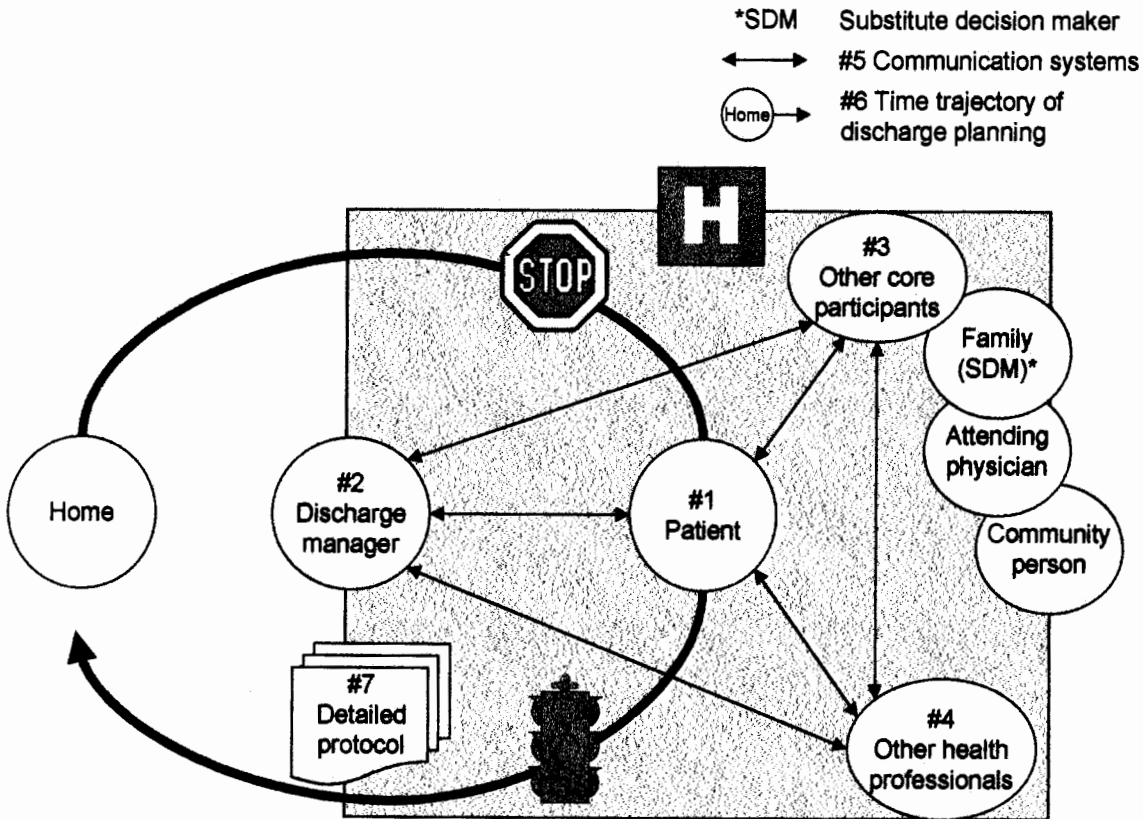 *SDM Substitute decision maker
#5 Communication systems
Home #6 Time trajectory of
discharge planning
H
STOP
#3
Other core
participants
Family
(SDM)*
Attending
physician
Community
person
Home
#2
Discharge
manager
#1
Patient
#7
Detailed
protocol
#4
Other health
professionals